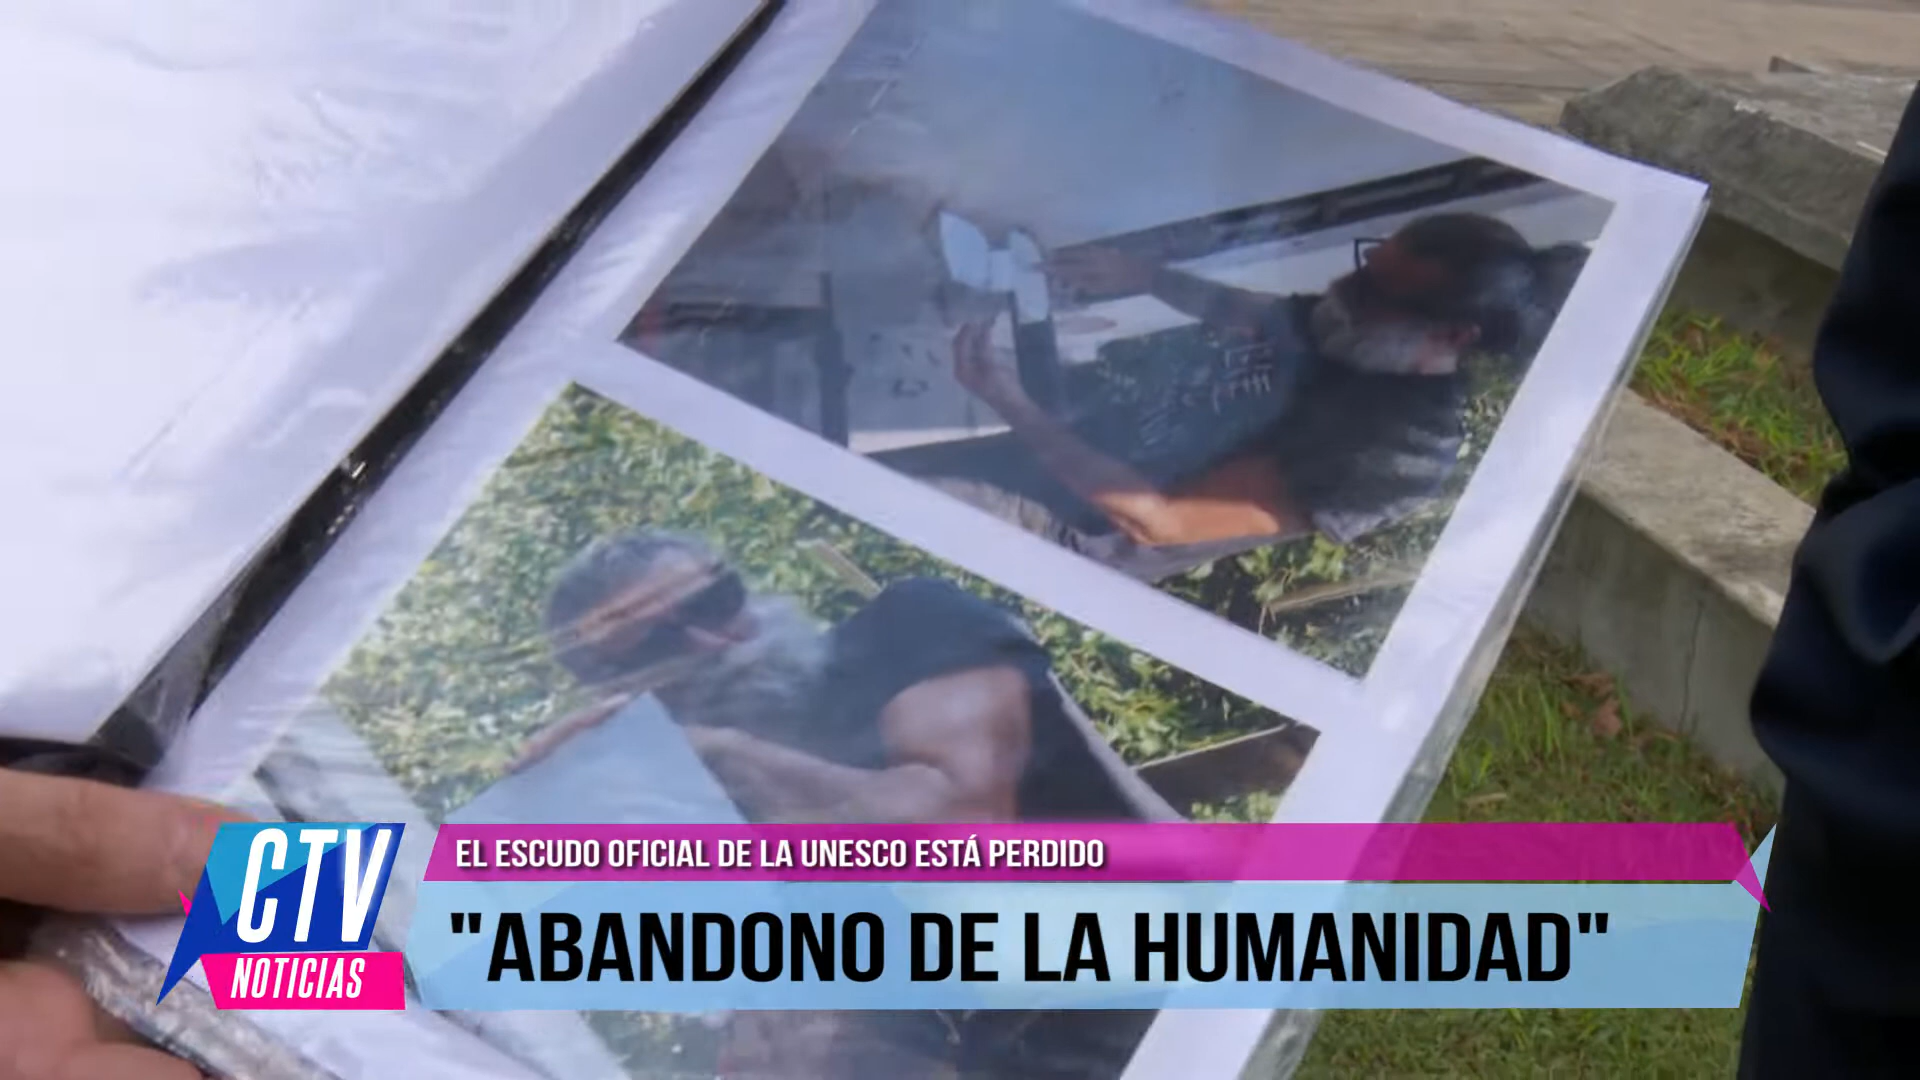 EL ESCUDO OFICIAL DE LA UNESCO ESTÁ PERDIDO
"ABANDONO DE LA HUMANIDAD"
CTV
NOTICIAS